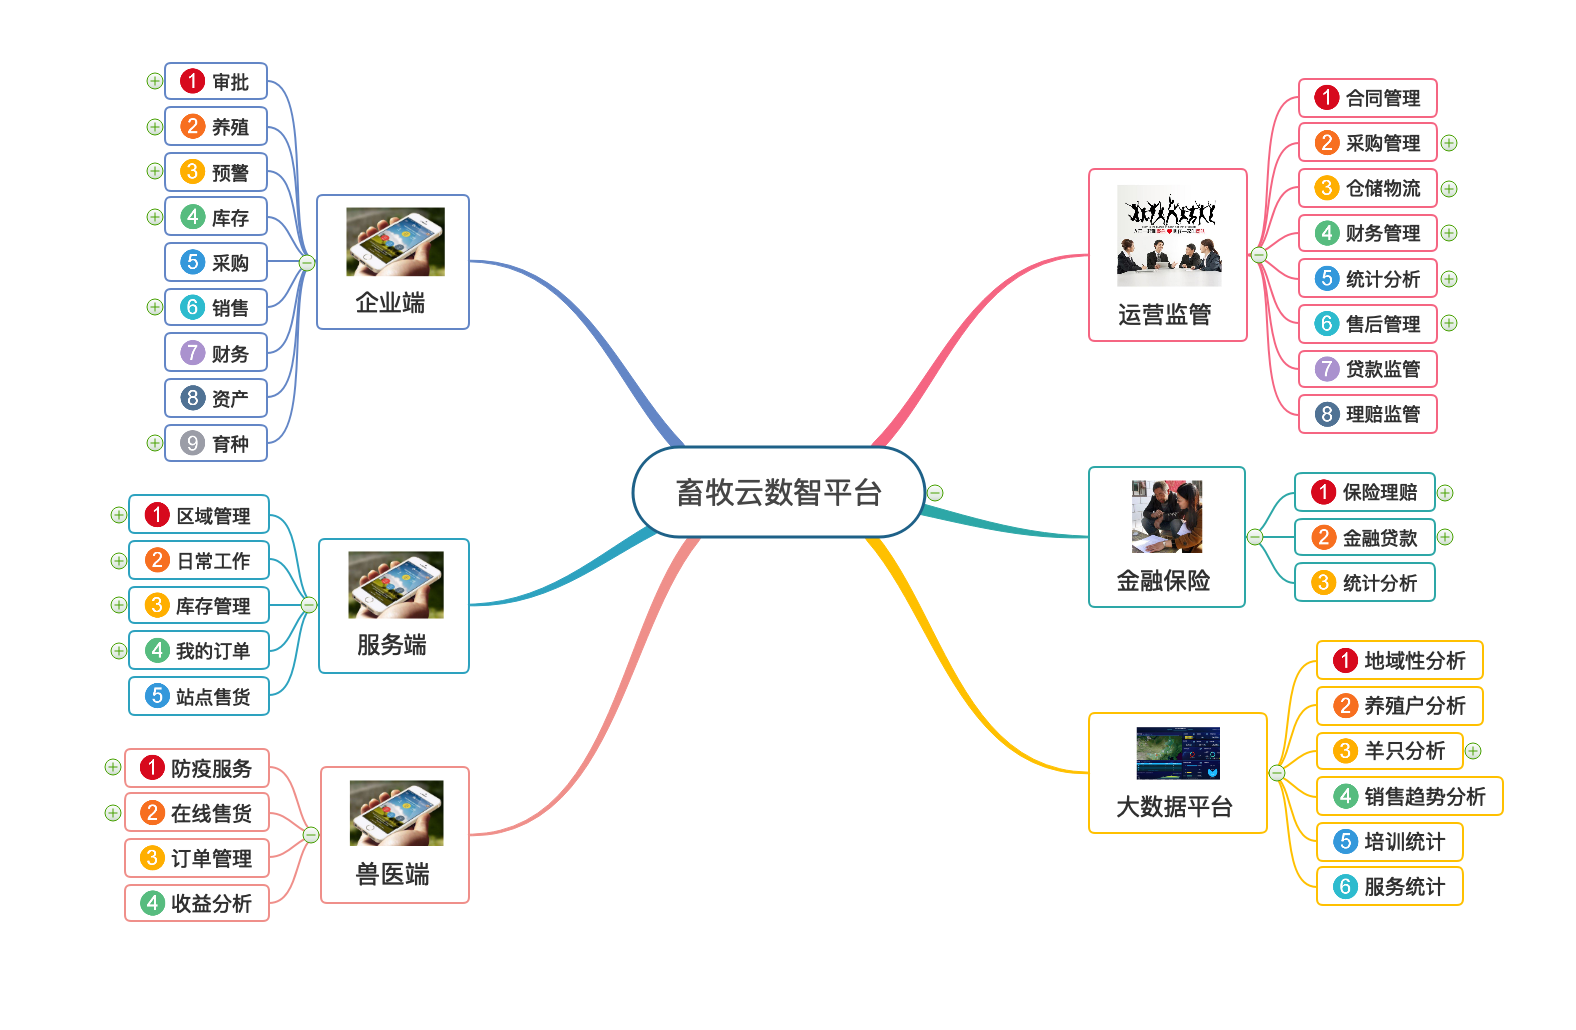 畜牧云数智平台
企业端
1 审批
2 养殖
3 预警
4 库存
5 采购
6 销售
7 财务
8 资产
9 育种
服务端
1 区域管理
2 日常工作
3 库存管理
4 我的订单
5 站点售货
兽医端
1 防疫服务
2 在线售货
3 订单管理
4 收益分析
运营监管
1 合同管理
2 采购管理
3 仓储物流
4 财务管理
5 统计分析
6 售后管理
7 贷款监管
8 理赔监管
金融保险
1 保险理赔
2 金融贷款
3 统计分析
大数据平台
1 地域性分析
2 养殖户分析
3 羊只分析
4 销售趋势分析
5 培训统计
6 服务统计